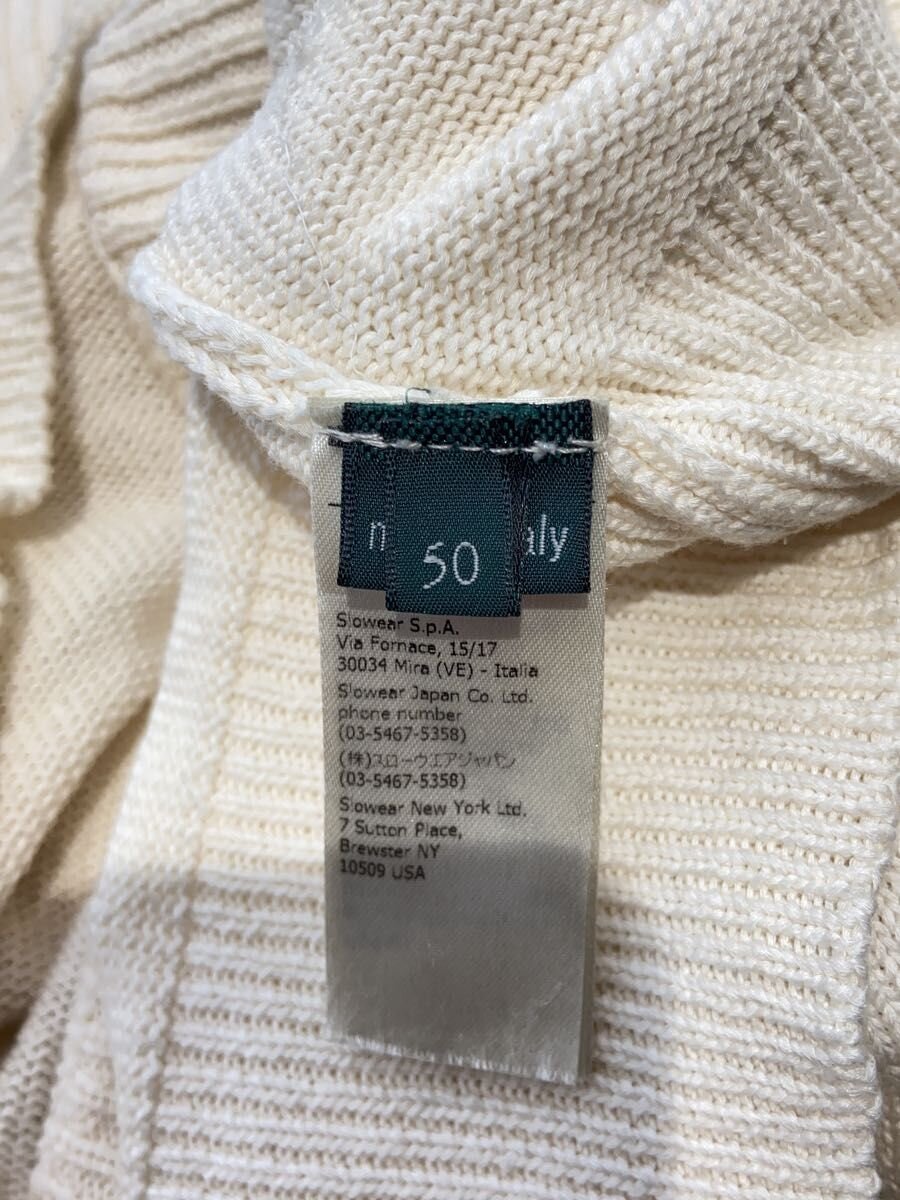 m
aly
50
Slowear S.p.A.
Via Fornace, 15/17
30034 Mira (VE) - Italia
Slowear Japan Co. Ltd.
phone number
(03-5467-5358)
(株)スローウエアジャパン
(03-5467-5358)
Slowear New York Ltd.
7 Sutton Place,
Brewster NY
10509 USA